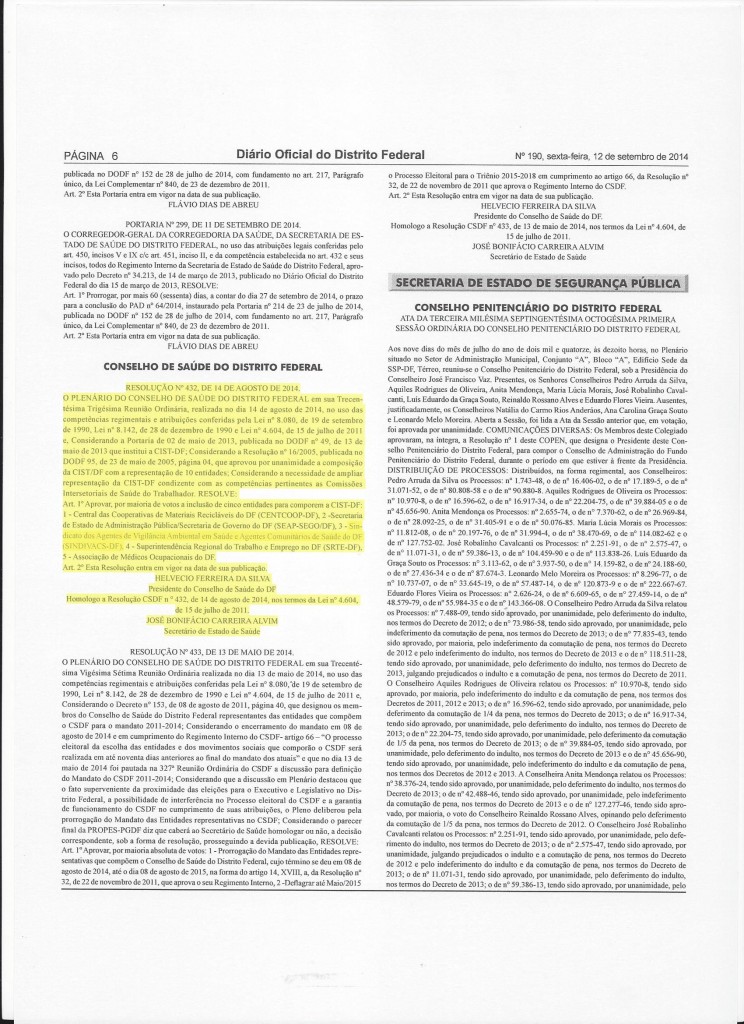 PÁGINA 6
Diário Oficial do Distrito Federal
Nº 190, sexta-feira, 12 de setembro de 2014
publicada no DODF nº 152 de 28 de julho de 2014, com fundamento no art. 217, Parágrafo
único, da Lei Complementar nº 840, de 23 de dezembro de 2011.
Art. 2º Esta Portaria entra em vigor na data de sua publicação.
FLÁVIO DIAS DE ABREU
PORTARIA Nº 299, DE 11 DE SETEMBRO DE 2014.
O CORREGEDOR-GERAL DA CORREGEDORIA DA SAÚDE, DA SECRETARIA DE ES-
TADO DE SAÚDE DO DISTRITO FEDERAL, no uso das atribuições legais conferidas pelo
art. 450, incisos V e IX c/c art. 451, inciso II, e da competência estabelecida no art. 432 e seus
incisos, todos do Regimento Interno da Secretaria de Estado de Saúde do Distrito Federal, apro-
vado pelo Decreto nº 34.213, de 14 de março de 2013, publicado no Diário Oficial do Distrito
Federal do dia 15 de março de 2013, RESOLVE:
Art. 1º Prorrogar, por mais 60 (sessenta) dias, a contar do dia 27 de setembro de 2014, o prazo
para a conclusão do PAD nº 64/2014, instaurado pela Portaria nº 214 de 23 de julho de 2014,
publicada no DODF nº 152 de 28 de julho de 2014, com fundamento no art. 217, Parágrafo
único, da Lei Complementar nº 840, de 23 de dezembro de 2011.
Art. 2º Esta Portaria entra em vigor na data de sua publicação.
FLÁVIO DIAS DE ABREU
CONSELHO DE SAÚDE DO DISTRITO FEDERAL
RESOLUÇÃO Nº 432, DE 14 DE AGOSTO DE 2014.
O PLENÁRIO DO CONSELHO DE SAÚDE DO DISTRITO FEDERAL em sua Trecen-
tésima Trigésima Reunião Ordinária, realizada no dia 14 de agosto de 2014, no uso das
competências regimentais e atribuições conferidas pela Lei nº 8.080, de 19 de setembro
de 1990, Lei nº 8.142, de 28 de dezembro de 1990 e Lei nº 4.604, de 15 de julho de 2011
e, Considerando a Portaria de 02 de maio de 2013, publicada no DODF nº 49, de 13 de
maio de 2013 que institui a CIST-DF; Considerando a Resolução nº 16/2005, publicada no
DODF 95, de 23 de maio de 2005, página 04, que aprovou por unanimidade a composição
da CIST/DF com a representação de 10 entidades; Considerando a necessidade de ampliar
representação da CIST-DF condizente com as competências pertinentes as Comissões
Intersetoriais de Saúde do Trabalhador. RESOLVE:
Art. 1º Aprovar, por maioria de votos a inclusão de cinco entidades para comporem a CIST-DF:
1 - Central das Cooperativas de Materiais Recicláveis do DF (CENTCOOP-DF), 2 -Secretaria
de Estado de Administração Pública/Secretaria de Governo do DF (SEAP-SEGO/DF), 3 - Sin-
dicato dos Agentes de Vigilância Ambiental em Saúde e Agentes Comunitários de Saúde do DF
(SINDIVACS-DF); 4 - Superintendência Regional do Trabalho e Emprego no DF (SRTE-DF),
5 - Associação de Médicos Ocupacionais do DF.
Art. 2º Esta Resolução entra em vigor na data de sua publicação.
HELVECIO FERREIRA DA SILVA
Presidente do Conselho de Saúde do DF
Homologo a Resolução CSDF n º 432, de 14 de agosto de 2014, nos termos da Lei nº 4.604,
de 15 de julho de 2011.
JOSÉ BONIFÁCIO CARREIRA ALVIM
Secretário de Estado de Saúde
RESOLUÇÃO Nº 433, DE 13 DE MAIO DE 2014.
O PLENÁRIO DO CONSELHO DE SAÚDE DO DISTRITO FEDERAL em sua Trecenté-
sima Vigésima Sétima Reunião Ordinária realizada no dia 13 de maio de 2014, no uso das
competências regimentais e atribuições conferidas pela Lei nº 8.080, de 19 de setembro de
1990, Lei nº 8.142, de 28 de dezembro de 1990 e Lei nº 4.604, de 15 de julho de 2011 e,
Considerando o Decreto nº 153, de 08 de agosto de 2011, página 40, que designou os mem-
bros do Conselho de Saúde do Distrito Federal representantes das entidades que compõem
o CSDF para o mandato 2011-2014; Considerando o encerramento do mandato em 08 de
agosto de 2014 e em cumprimento do Regimento Interno do CSDF- artigo 66 – "O processo
eleitoral da escolha das entidades e dos movimentos sociais que comporão o CSDF será
realizada em até noventa dias anteriores ao final do mandato dos atuais" e que no dia 13 de
maio de 2014 foi pautada na 327ª Reunião Ordinária do CSDF a discussão para definição
do Mandato do CSDF 2011-2014; Considerando que a discussão em Plenário destacou que
o fato superveniente da proximidade das eleições para o Executivo e Legislativo no Dis-
trito Federal, a possibilidade de interferência no Processo eleitoral do CSDF e a garantia
de funcionamento do CSDF no cumprimento de suas atribuições, o Pleno deliberou pela
prorrogação do Mandato das Entidades representativas no CSDF; Considerando o parecer
final da PROPES-PGDF diz que caberá ao Secretário de Saúde homologar ou não, a decisão
correspondente, sob a forma de resolução, prosseguindo a devida publicação, RESOLVE:
Art. 1º Aprovar, por maioria absoluta de votos: 1 - Prorrogação do Mandato das Entidades repre-
sentativas que compõem o Conselho de Saúde do Distrito Federal, cujo término se deu em 08 de
agosto de 2014, até o dia 08 de agosto de 2015, na forma do artigo 14, XVIII, a, da Resolução nº
32, de 22 de novembro de 2011, que aprova o seu Regimento Interno, 2 -Deflagrar até Maio/2015
o Processo Eleitoral para o Triênio 2015-2018 em cumprimento ao artigo 66, da Resolução nº
32, de 22 de novembro de 2011 que aprova o Regimento Interno do CSDF.
Art. 2º Esta Resolução entra em vigor na data de sua publicação.
HELVECIO FERREIRA DA SILVA
Presidente do Conselho de Saúde do DF.
Homologo a Resolução CSDF nº 433, de 13 de maio de 2014, nos termos da Lei nº 4.604, de
15 de julho de 2011.
JOSÉ BONIFÁCIO CARREIRA ALVIM
Secretário de Estado de Saúde
SECRETARIA DE ESTADO DE SEGURANÇA PÚBLICA
CONSELHO PENITENCIÁRIO DO DISTRITO FEDERAL
ATA DA TERCEIRA MILÉSIMA SEPTINGENTÉSIMA OCTOGÉSIMA PRIMEIRA
SESSÃO ORDINÁRIA DO CONSELHO PENITENCIÁRIO DO DISTRITO FEDERAL
Aos nove dias do mês de julho do ano de dois mil e quatorze, às dezoito horas, no Plenário
situado no Setor de Administração Municipal, Conjunto "A", Bloco "A", Edifício Sede da
SSP-DF, Térreo, reuniu-se o Conselho Penitenciário do Distrito Federal, sob a Presidência do
Conselheiro José Francisco Vaz. Presentes, os Senhores Conselheiros Pedro Arruda da Silva,
Aquiles Rodrigues de Oliveira, Anita Mendonça, Maria Lúcia Morais, José Robalinho Caval-
canti, Luis Eduardo da Graça Souto, Reinaldo Rossano Alves e Eduardo Flores Vieira. Ausentes,
justificadamente, os Conselheiros Natália do Carmo Rios Anderáos, Ana Carolina Graça Souto
e Leonardo Melo Moreira. Aberta a Sessão, foi lida a Ata da Sessão anterior que, em votação,
foi aprovada por unanimidade. COMUNICAÇÕES DIVERSAS: Os Membros deste Colegiado
aprovaram, na íntegra, a Resolução nº 1 deste COPEN, que designa o Presidente deste Con-
selho Penitenciário do Distrito Federal, para compor o Conselho de Administração do Fundo
Penitenciário do Distrito Federal, durante o período em que estiver à frente da Presidência.
DISTRIBUIÇÃO DE PROCESSOS: Distribuídos, na forma regimental, aos Conselheiros:
Pedro Arruda da Silva os Processos: nº 1.743-48, o de nº 16.406-02, o de nº 17.189-5, o de nº
31.071-52, o de nº 80.808-58 e o de nº 90.880-8. Aquiles Rodrigues de Oliveira os Processos:
nº 10.970-8, o de nº 16.596-62, o de nº 16.917-34, o de nº 22.204-75, o de nº 39.884-05 e o de
nº 45.656-90. Anita Mendonça os Processos: nº 2.655-74, o de nº 7.370-62, o de nº 26.969-84,
o de nº 28.092-25, o de nº 31.405-91 e o de nº 50.076-85. Maria Lúcia Morais os Processos:
nº 11.812-08, o de nº 20.197-76, o de nº 31.994-4, o de nº 38.470-69, o de nº 114.082-62 e o
de nº 127.752-02. José Robalinho Cavalcanti os Processos: nº 2.251-91, o de nº 2.575-47, o
de nº 11.071-31, o de nº 59.386-13, o de nº 104.459-90 e o de nº 113.838-26. Luis Eduardo da
Graça Souto os Processos: nº 3.113-62, o de nº 3.937-50, o de nº 14.159-82, o de nº 24.188-60,
o de nº 27.436-34 e o de nº 87.674-3. Leonardo Melo Moreira os Processos: nº 8.296-77, o de
nº 10.737-07, o de nº 33.645-19, o de nº 57.487-14, o de nº 120.873-9 e o de nº 222.667-67.
Eduardo Flores Vieira os Processos: nº 2.626-24, o de nº 6.609-65, o de nº 27.459-14, o de nº
48.579-79, o de nº 55.984-35 e o de nº 143.366-08. O Conselheiro Pedro Arruda da Silva relatou
os Processos: nº 7.488-09, tendo sido aprovado, por unanimidade, pelo deferimento do indulto,
nos termos do Decreto de 2012; o de nº 73.986-58, tendo sido aprovado, por unanimidade, pelo
indeferimento da comutação de pena, nos termos do Decreto de 2013; o de nº 77.835-43, tendo
sido aprovado, por maioria, pelo indeferimento do indulto e da comutação, nos termos do Decreto
de 2012 e pelo indeferimento do indulto, nos termos do Decreto de 2013 e o de nº 118.511-28,
tendo sido aprovado, por unanimidade, pelo deferimento do indulto, nos termos do Decreto de
2013, julgando prejudicados o indulto e a comutação de pena, nos termos do Decreto de 2011.
O Conselheiro Aquiles Rodrigues de Oliveira relatou os Processos: nº 10.970-8, tendo sido
aprovado, por maioria, pelo indeferimento do indulto e da comutação de pena, nos termos dos
Decretos de 2011, 2012 e 2013; o de nº 16.596-62, tendo sido aprovado, por unanimidade, pelo
deferimento da comutação de 1/4 da pena, nos termos do Decreto de 2013; o de nº 16.917-34,
tendo sido aprovado, por unanimidade, pelo deferimento do indulto, nos termos do Decreto de
2013; o de nº 22.204-75, tendo sido aprovado, por unanimidade, pelo deferimento da comutação
de 1/5 da pena, nos termos do Decreto de 2013; o de nº 39.884-05, tendo sido aprovado, por
unanimidade, pelo deferimento do indulto, nos termos do Decreto de 2013 e o de nº 45.656-90,
tendo sido aprovado, por unanimidade, pelo indeferimento do indulto e da comutação de pena,
nos termos dos Decretos de 2012 e 2013. A Conselheira Anita Mendonça relatou os Processos:
nº 38.376-24, tendo sido aprovado, por unanimidade, pelo deferimento do indulto, nos termos do
Decreto de 2013; o de nº 42.488-46, tendo sido aprovado, por unanimidade, pelo indeferimento
da comutação de pena, nos termos do Decreto de 2013 e o de nº 127.277-46, tendo sido apro-
vado, por maioria, o voto do Conselheiro Reinaldo Rossano Alves, opinando pelo deferimento
da comutação de 1/5 da pena, nos termos do Decreto de 2012. O Conselheiro José Robalinho
Cavalcanti relatou os Processos: nº 2.251-91, tendo sido aprovado, por unanimidade, pelo defe-
rimento do indulto, nos termos do Decreto de 2013; o de nº 2.575-47, tendo sido aprovado, por
unanimidade, julgando prejudicados o indulto e a comutação de pena, nos termos do Decreto de
2012 e pelo indeferimento do indulto e da comutação de pena, nos termos do Decreto de
2013; o de nº 11.071-31, tendo sido aprovado, por unanimidade, pelo deferimento do indulto,
nos termos do Decreto de 2013; o de nº 59.386-13, tendo sido aprovado, por unanimidade, pelo